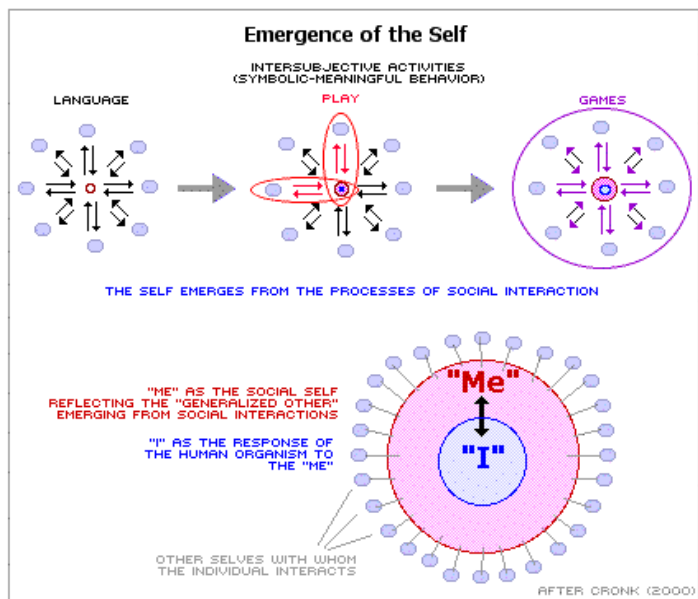 Emergence of the Self
INTERSUBJECTIVE ACTIVITIES
(SYMBOLIC-MEANINGFUL BEHAVIOR)
LANGUAGE
PLAY
GAMES
THE SELF EMERGES FROM THE PROCESSES OF SOCIAL INTERACTION
"Me"
"I"
"ME" AS THE SOCIAL SELF
REFLECTING THE "GENERALIZED OTHER"
EMERGING FROM SOCIAL INTERACTIONS
"I" AS THE RESPONSE OF
THE HUMAN ORGANISM TO
THE "ME"
OTHER SELVES WITH WHOM
THE INDIVIDUAL INTERACTS
AFTER CRONK (2000)